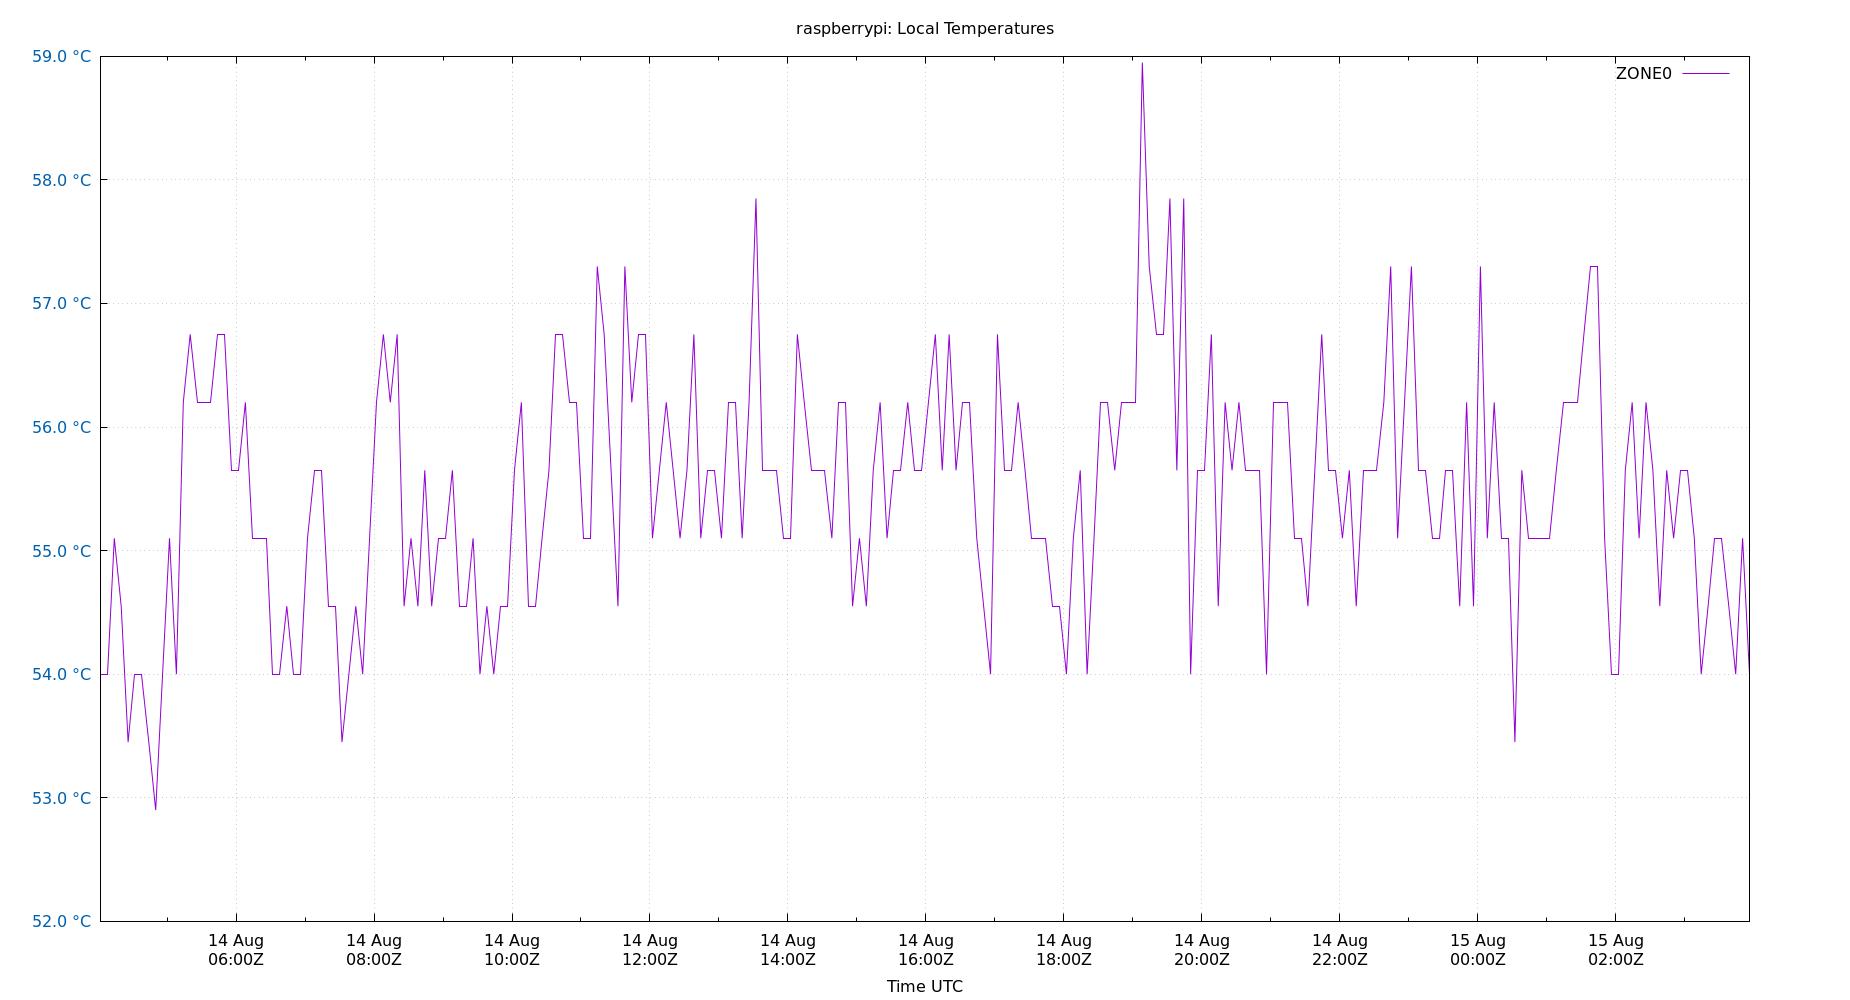 raspberrypi: Local Temperatures
59.0 °C
ZONE0
58.0 °C
57.0 °C
56.0 °C
55.0 °C
54.0 °C
53.0 °C
52.0 °C
14 Aug 14 Aug 14 Aug 14 Aug 14 Aug 14 Aug 14 Aug 14 Aug 14 Aug 15 Aug 15 Aug
06:00Z 08:00Z 10:00Z 12:00Z 14:00Z 16:00Z 18:00Z 20:00Z 22:00Z 00:00Z 02:00Z
Time UTC